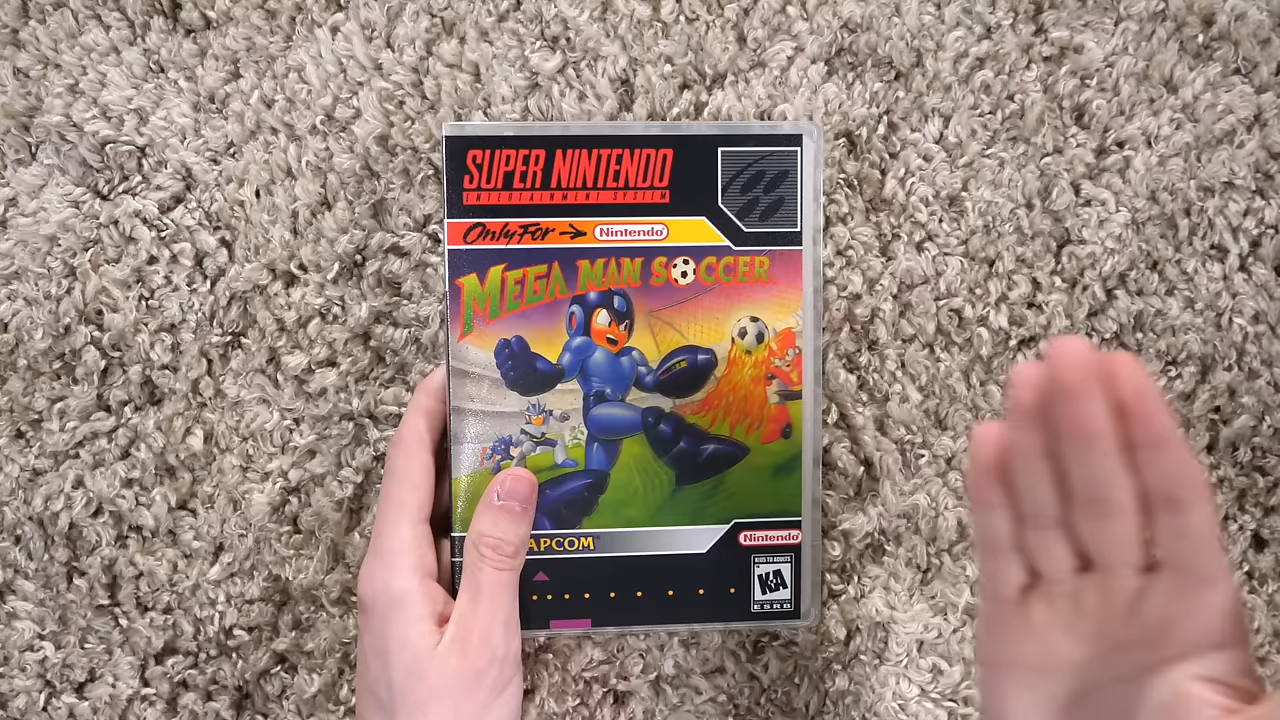 SUPER NINTENDO
ENTERTAINMENT SYSTEM
Only For → Nintendo
MEGA MAN SOCCER
APCOM
Nintendo
KIDS TO ADULTS
K-A
ESRB